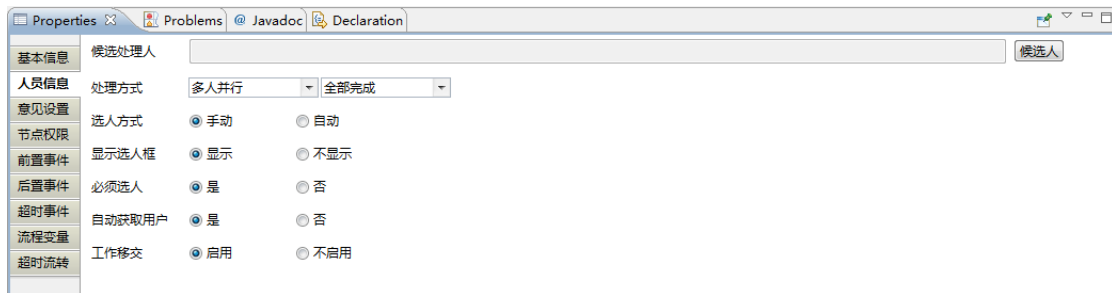 Properties Problems @ Javadoc Declaration
基本信息
人员信息
意见设置
节点权限
前置事件
后置事件
超时事件
流程变量
超时流转
候选处理人 候选人
处理方式 多人并行 全部完成
选人方式 手动 自动
显示选人框 显示 不显示
必须选人 是 否
自动获取用户 是 否
工作移交 启用 不启用